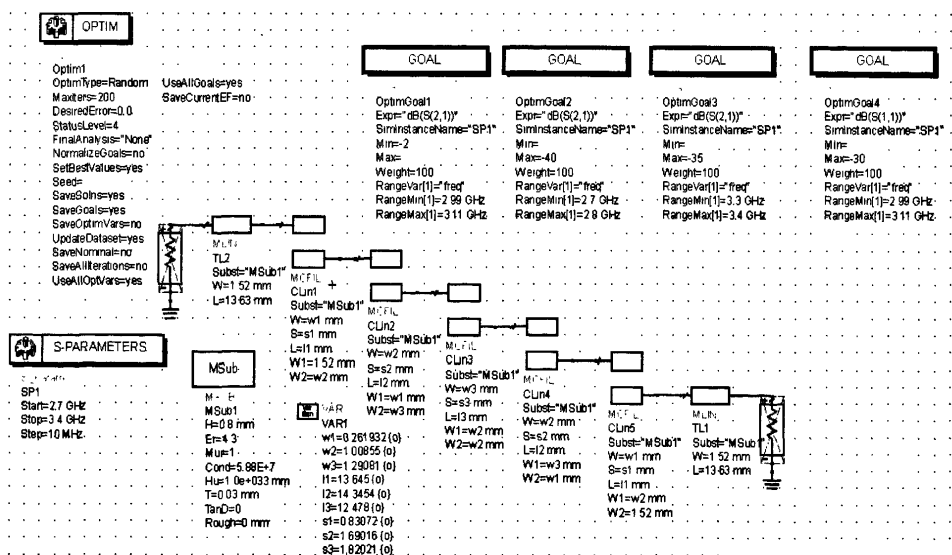 OPTIM
Optim1
OptimType=Random
Maxiters=200
DesiredError=0.0
StatusLevel=4
FinalAnalysis="None"
NormalizeGoals=no
SetBestValues=yes
Seed=
SaveSolns=yes
SaveGoals=yes
SaveOptimVars=no
UpdateDataset=yes
SaveNominal=no
SaveAllIterations=no
UseAllOptVars=yes
UseAllGoals=yes
SaveCurrentEF=no
GOAL
OptimGoal1
Expr="dB(S(2,1))"
SimInstanceName="SP1"
Min=-2
Max=
Weight=100
RangeVar[1]="freq"
RangeMin[1]=2.99 GHz
RangeMax[1]=3.11 GHz
GOAL
OptimGoal2
Expr="dB(S(2,1))"
SimInstanceName="SP1"
Min=
Max=-40
Weight=100
RangeVar[1]="freq"
RangeMin[1]=2.7 GHz
RangeMax[1]=2.8 GHz
GOAL
OptimGoal3
Expr="dB(S(2,1))"
SimInstanceName="SP1"
Min=
Max=-35
Weight=100
RangeVar[1]="freq"
RangeMin[1]=3.3 GHz
RangeMax[1]=3.4 GHz
GOAL
OptimGoal4
Expr="dB(S(1,1))"
SimInstanceName="SP1"
Min=
Max=-30
Weight=100
RangeVar[1]="freq"
RangeMin[1]=2.99 GHz
RangeMax[1]=3.11 GHz
MLIN
TL2
Subst="MSub1"
W=1.52 mm
L=13.63 mm
MCFIL
CLin1
Subst="MSub1"
W=w1 mm
S=s1 mm
L=l1 mm
W1=1.52 mm
W2=w2 mm
MCFIL
CLin2
Subst="MSub1"
W=w2 mm
S=s2 mm
L=l2 mm
W1=w1 mm
W2=w3 mm
MCFIL
CLin3
Subst="MSub1"
W=w3 mm
S=s3 mm
L=l3 mm
W1=w2 mm
W2=w2 mm
MCFIL
CLin4
Subst="MSub1"
W=w2 mm
S=s2 mm
L=l2 mm
W1=w3 mm
W2=w1 mm
MCFIL
CLin5
Subst="MSub1"
W=w1 mm
S=s1 mm
L=l1 mm
W1=w2 mm
W2=1.52 mm
MLIN
TL1
Subst="MSub1"
W=1.52 mm
L=13.63 mm
S-PARAMETERS
SP1
Start=2.7 GHz
Stop=3.4 GHz
Step=10 MHz
MSub
MSub1
H=0.8 mm
Er=4.3
Mur=1
Cond=5.88E+7
Hu=1.0e+033 mm
T=0.03 mm
TanD=0
Rough=0 mm
VAR
VAR1
w1=0.261932 {o}
w2=1.00855 {o}
w3=1.29081 {o}
l1=13.645 {o}
l2=14.3454 {o}
l3=12.478 {o}
s1=0.83072 {o}
s2=1.69016 {o}
s3=1.82021 {o}